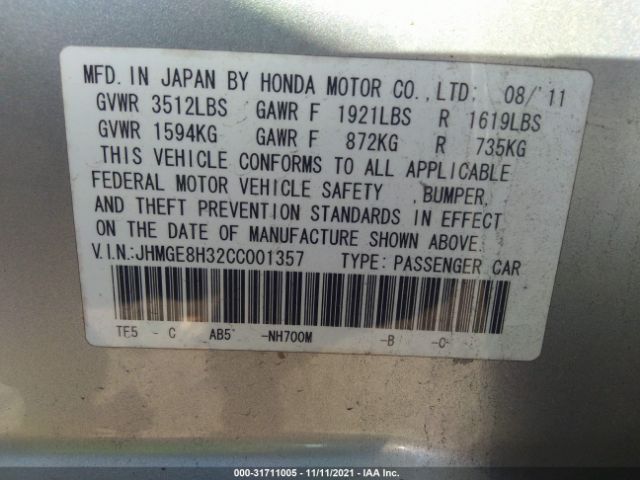 MFD. IN JAPAN BY HONDA MOTOR CO., LTD: 08/'11
GVWR 3512LBS GAWR F 1921LBS R 1619LBS
GVWR 1594KG GAWR F 872KG R 735KG
THIS VEHICLE CONFORMS TO ALL APPLICABLE
FEDERAL MOTOR VEHICLE SAFETY , BUMPER,
AND THEFT PREVENTION STANDARDS IN EFFECT
ON THE DATE OF MANUFACTURE SHOWN ABOVE.
V.I.N:JHMGE8H32CC001357 TYPE: PASSENGER CAR
TF5 - C AB5 -NH700M -B -C
000-31711005 - 11/11/2021 - IAA Inc.